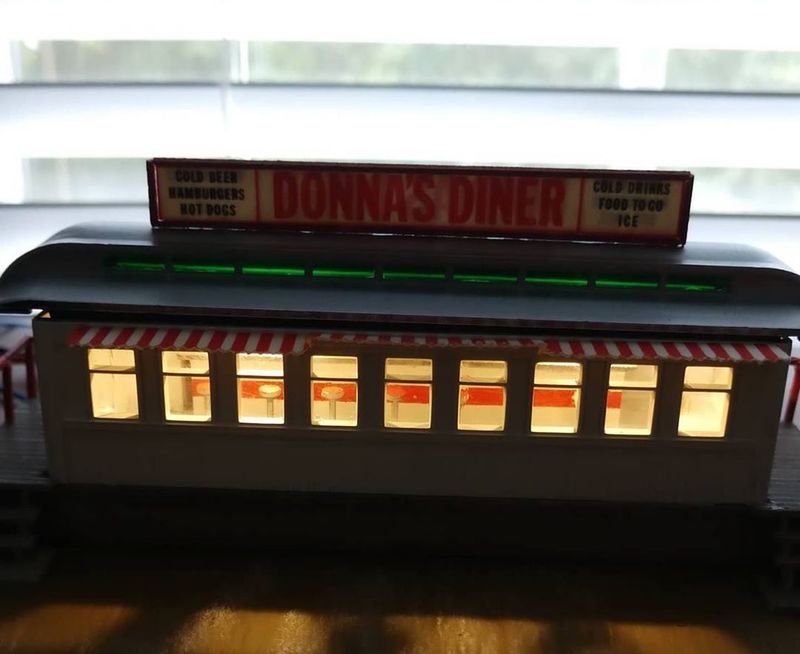 COLD BEER
HAMBURGERS
HOT DOGS
DONNA'S DINER
COLD DRINKS
FOOD TO GO
ICE